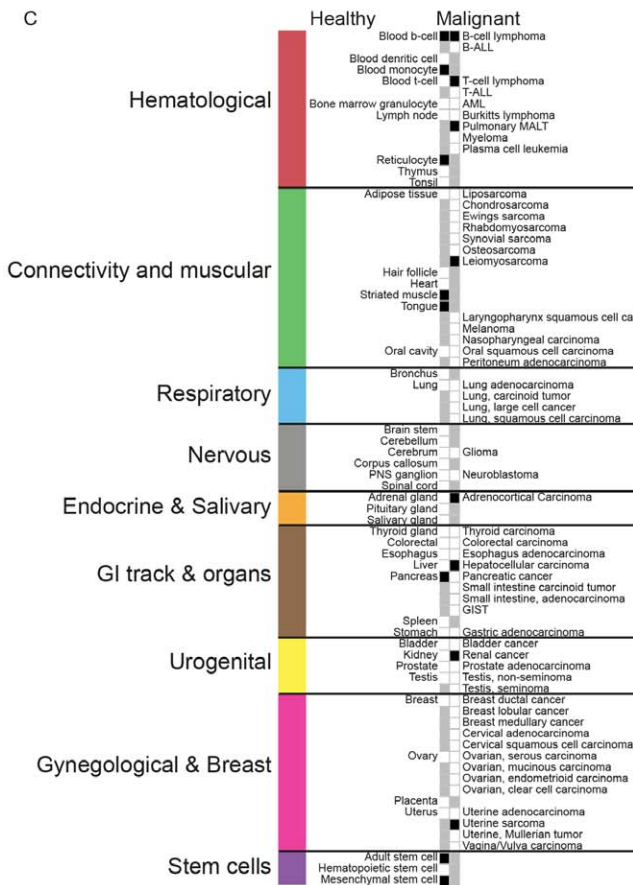 C
Healthy Malignant
Hematological
Blood b-cell B-cell lymphoma
B-ALL
Blood denritic cell
Blood monocyte
Blood t-cell T-cell lymphoma
T-ALL
Bone marrow granulocyte AML
Lymph node Burkitts lymphoma
Pulmonary MALT
Myeloma
Plasma cell leukemia
Reticulocyte
Thymus
Tonsil
Connectivity and muscular
Adipose tissue Liposarcoma
Chondrosarcoma
Ewings sarcoma
Rhabdomyosarcoma
Synovial sarcoma
Osteosarcoma
Leiomyosarcoma
Hair follicle
Heart
Striated muscle
Tongue
Laryngopharynx squamous cell ca
Melanoma
Nasopharyngeal carcinoma
Oral cavity Oral squamous cell carcinoma
Peritoneum adenocarcinoma
Respiratory
Bronchus
Lung Lung adenocarcinoma
Lung, carcinoid tumor
Lung, large cell cancer
Lung, squamous cell carcinoma
Nervous
Brain stem
Cerebellum
Cerebrum Glioma
Corpus callosum
PNS ganglion Neuroblastoma
Spinal cord
Endocrine & Salivary
Adrenal gland Adrenocortical Carcinoma
Pituitary gland
Salivary gland
GI track & organs
Thyroid gland Thyroid carcinoma
Colorectal Colorectal carcinoma
Esophagus Esophagus adenocarcinoma
Liver Hepatocellular carcinoma
Pancreas Pancreatic cancer
Small intestine carcinoid tumor
Small intestine, adenocarcinoma
GIST
Spleen
Stomach Gastric adenocarcinoma
Urogenital
Bladder Bladder cancer
Kidney Renal cancer
Prostate Prostate adenocarcinoma
Testis Testis, non-seminoma
Testis, seminoma
Gynegological & Breast
Breast Breast ductal cancer
Breast lobular cancer
Breast medullary cancer
Cervical adenocarcinoma
Cervical squamous cell carcinoma
Ovary Ovarian, serous carcinoma
Ovarian, mucinous carcinoma
Ovarian, endometrioid carcinoma
Ovarian, clear cell carcinoma
Placenta
Uterus Uterine adenocarcinoma
Uterine sarcoma
Uterine, Mullerian tumor
Vagina/Vulva carcinoma
Stem cells
Adult stem cell
Hematopoietic stem cell
Mesenchymal stem cell